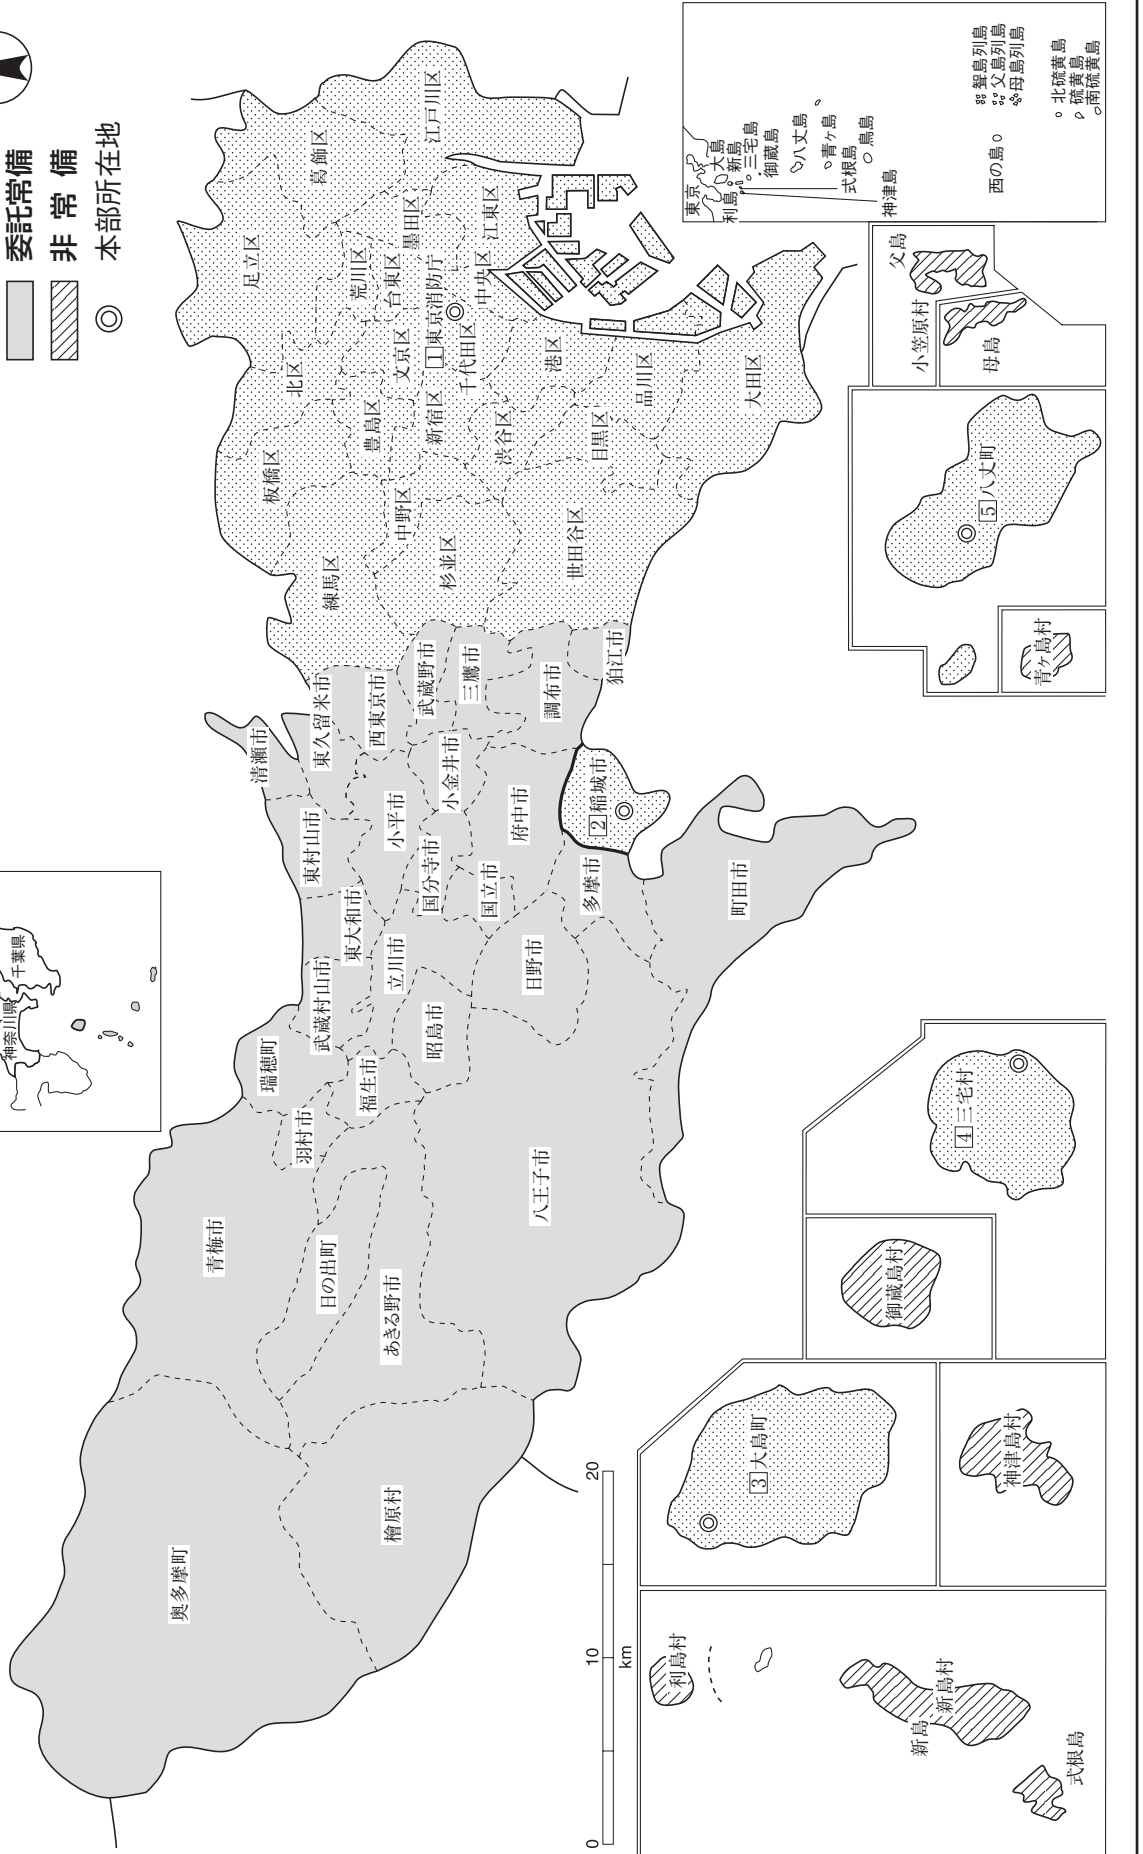 委託常備
非常備
本部所在地
神奈川県
千葉県
足立区
葛飾区
江戸川区
荒川区
墨田区
台東区
江東区
北区
文京区
1 東京消防庁
中央区
千代田区
板橋区
豊島区
新宿区
渋谷区
港区
品川区
大田区
目黒区
練馬区
中野区
杉並区
世田谷区
清瀬市
東久留米市
西東京市
武蔵野市
三鷹市
調布市
狛江市
東村山市
小平市
小金井市
府中市
2 稲城市
東大和市
国分寺市
国立市
多摩市
町田市
武蔵村山市
立川市
昭島市
日野市
瑞穂町
羽村市
福生市
八王子市
青梅市
日の出町
あきる野市
奥多摩町
檜原村
0
10
20
km
利島村
新島
新島村
式根島
3 大島町
神津島村
御蔵島村
4 三宅村
青ヶ島村
5 八丈町
小笠原村
父島
母島
東京
大島
利島
新島
三宅島
御蔵島
八丈島
青ヶ島
式根島
鳥島
神津島
西の島
聟島列島
父島列島
母島列島
北硫黄島
硫黄島
南硫黄島